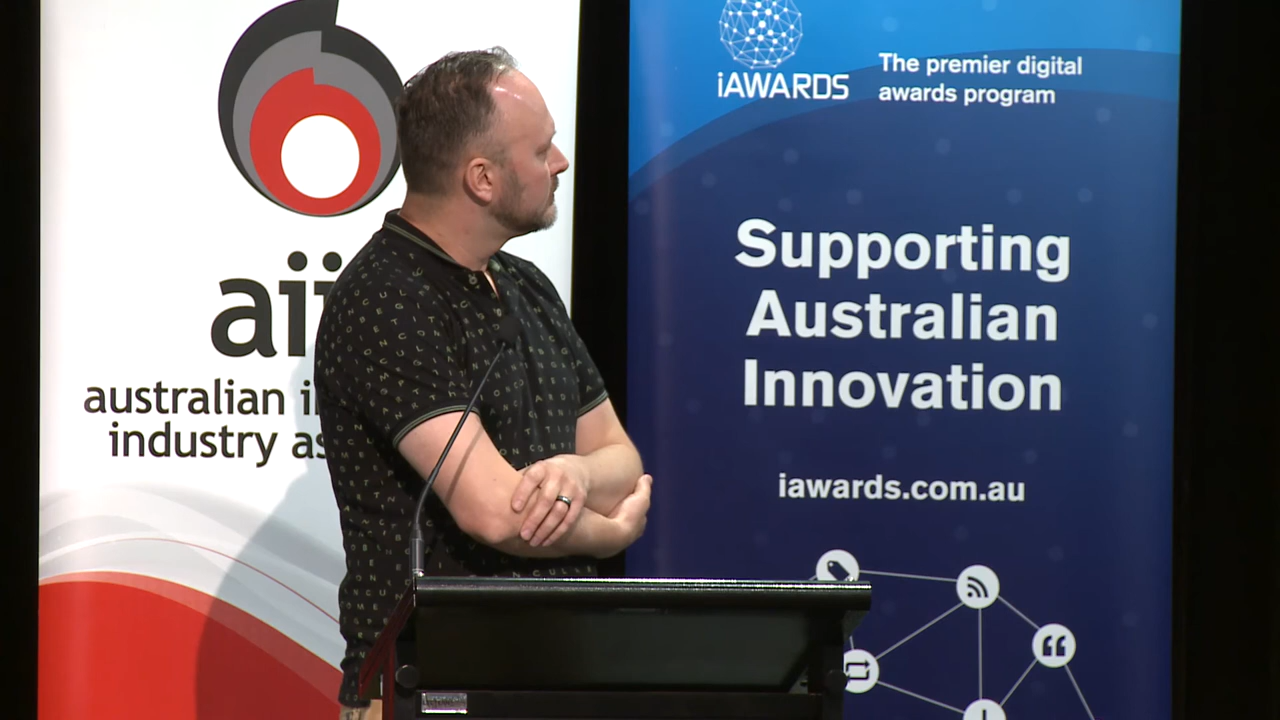 aii
australian i
industry as
iAWARDS
The premier digital
awards program
Supporting
Australian
Innovation
iawards.com.au